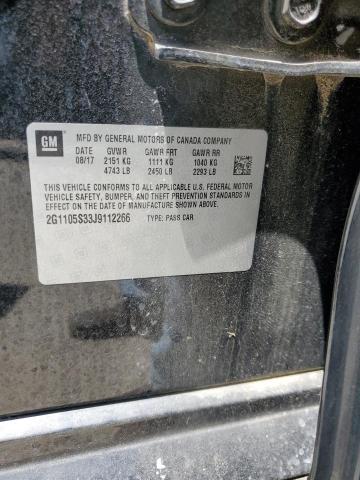 GM
MFD BY GENERAL MOTORS OF CANADA COMPANY
DATE GVWR GAWR FRT GAWR RR
08/17 2151 KG 1111 KG 1040 KG
4743 LB 2450 LB 2293 LB
THIS VEHICLE CONFORMS TO ALL APPLICABLE U.S. FEDERAL MOTOR
VEHICLE SAFETY, BUMPER, AND THEFT PREVENTION STANDARDS IN
EFFECT ON THE DATE OF MANUFACTURE SHOWN ABOVE.
2G1105S33J9112266 TYPE: PASS CAR